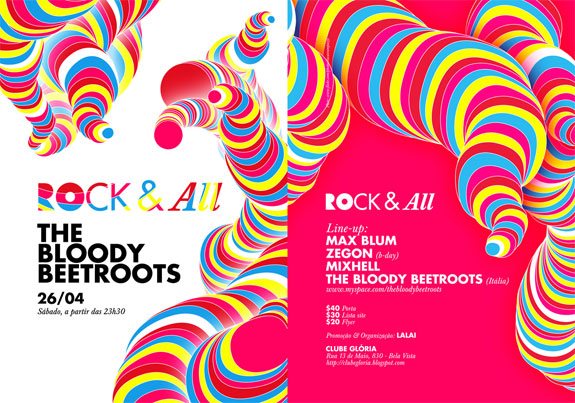 ROCK & All
THE
BLOODY
BEETROOTS
26/04
Sábado, a partir das 23h30
ROCK & All
Line-up:
MAX BLUM
ZEGON (b-day)
MIXHELL
THE BLOODY BEETROOTS (Itália)
www.myspace.com/thebloodybeetroots
$40 Porta
$30 Lista site
$20 Flyer
Promoção & Organização: LALAI
CLUBE GLÓRIA
Rua 13 de Maio, 830 - Bela Vista
http://clubegloria.blogspot.com